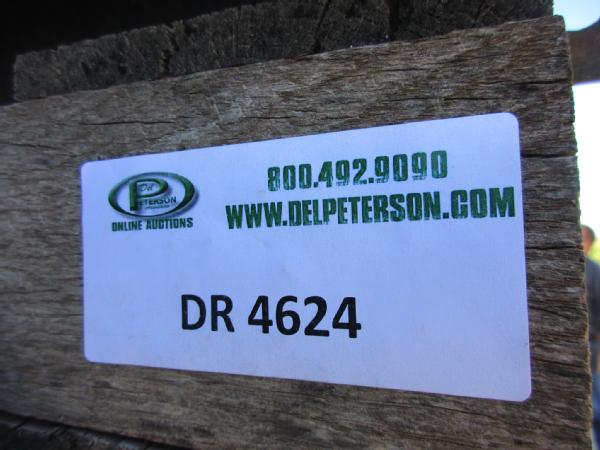 Del
PETERSON
ONLINE AUCTIONS
800.492.9090
WWW.DELPETERSON.COM
DR 4624